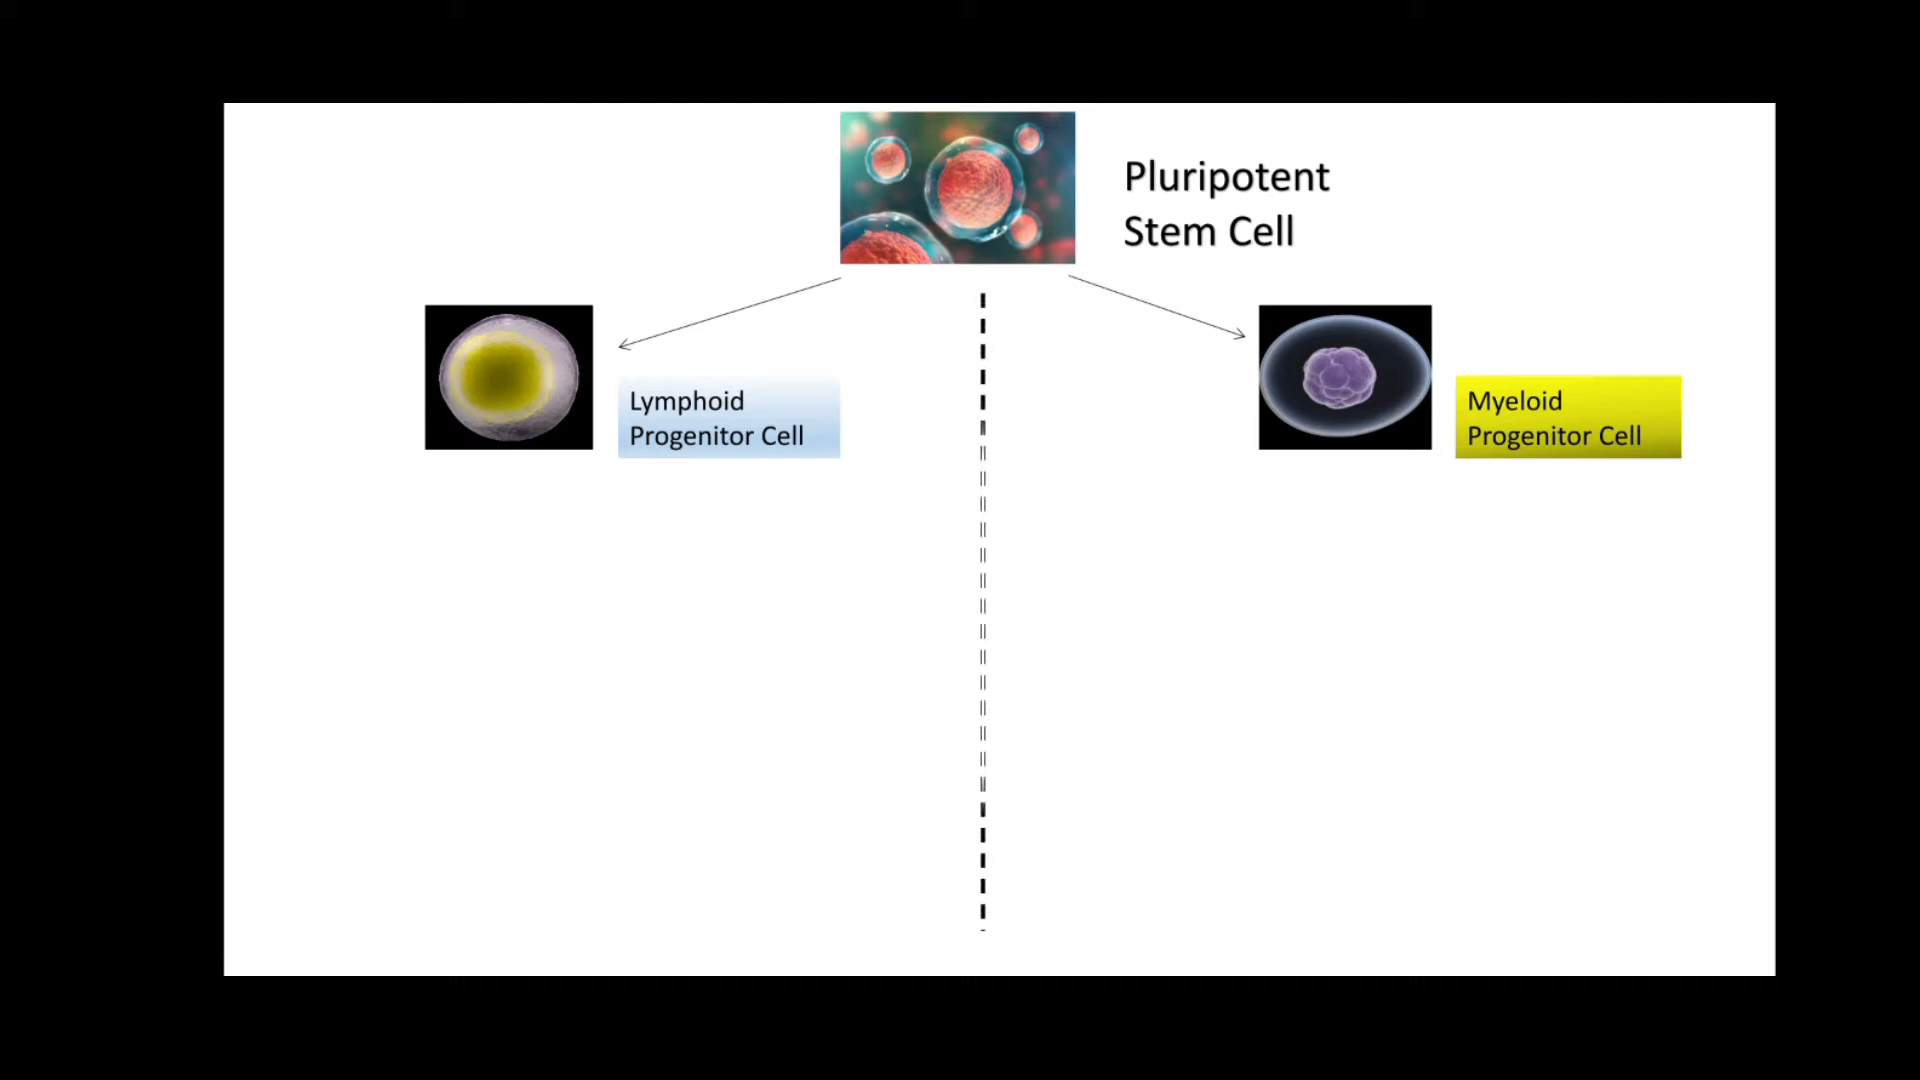 Pluripotent
Stem Cell
Lymphoid
Progenitor Cell
Myeloid
Progenitor Cell